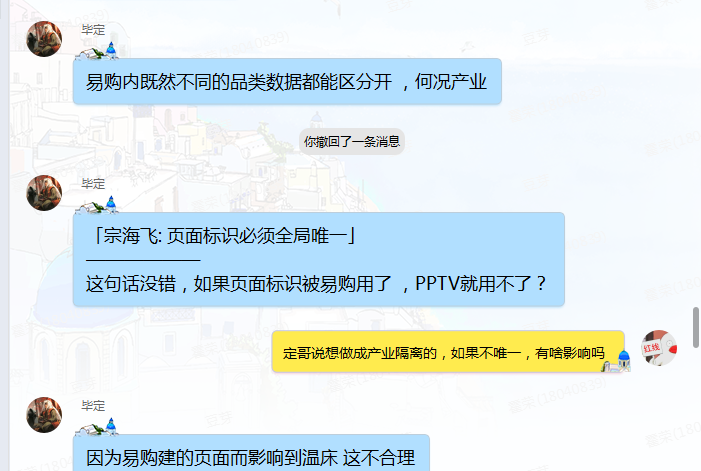 毕定
易购内既然不同的品类数据都能区分开 ，何况产业
你撤回了一条消息
毕定
「宗海飞: 页面标识必须全局唯一」
这句话没错，如果页面标识被易购用了 ，PPTV就用不了？
定哥说想做成产业隔离的，如果不唯一，有啥影响吗
红线
毕定
因为易购建的页面而影响到温床 这不合理